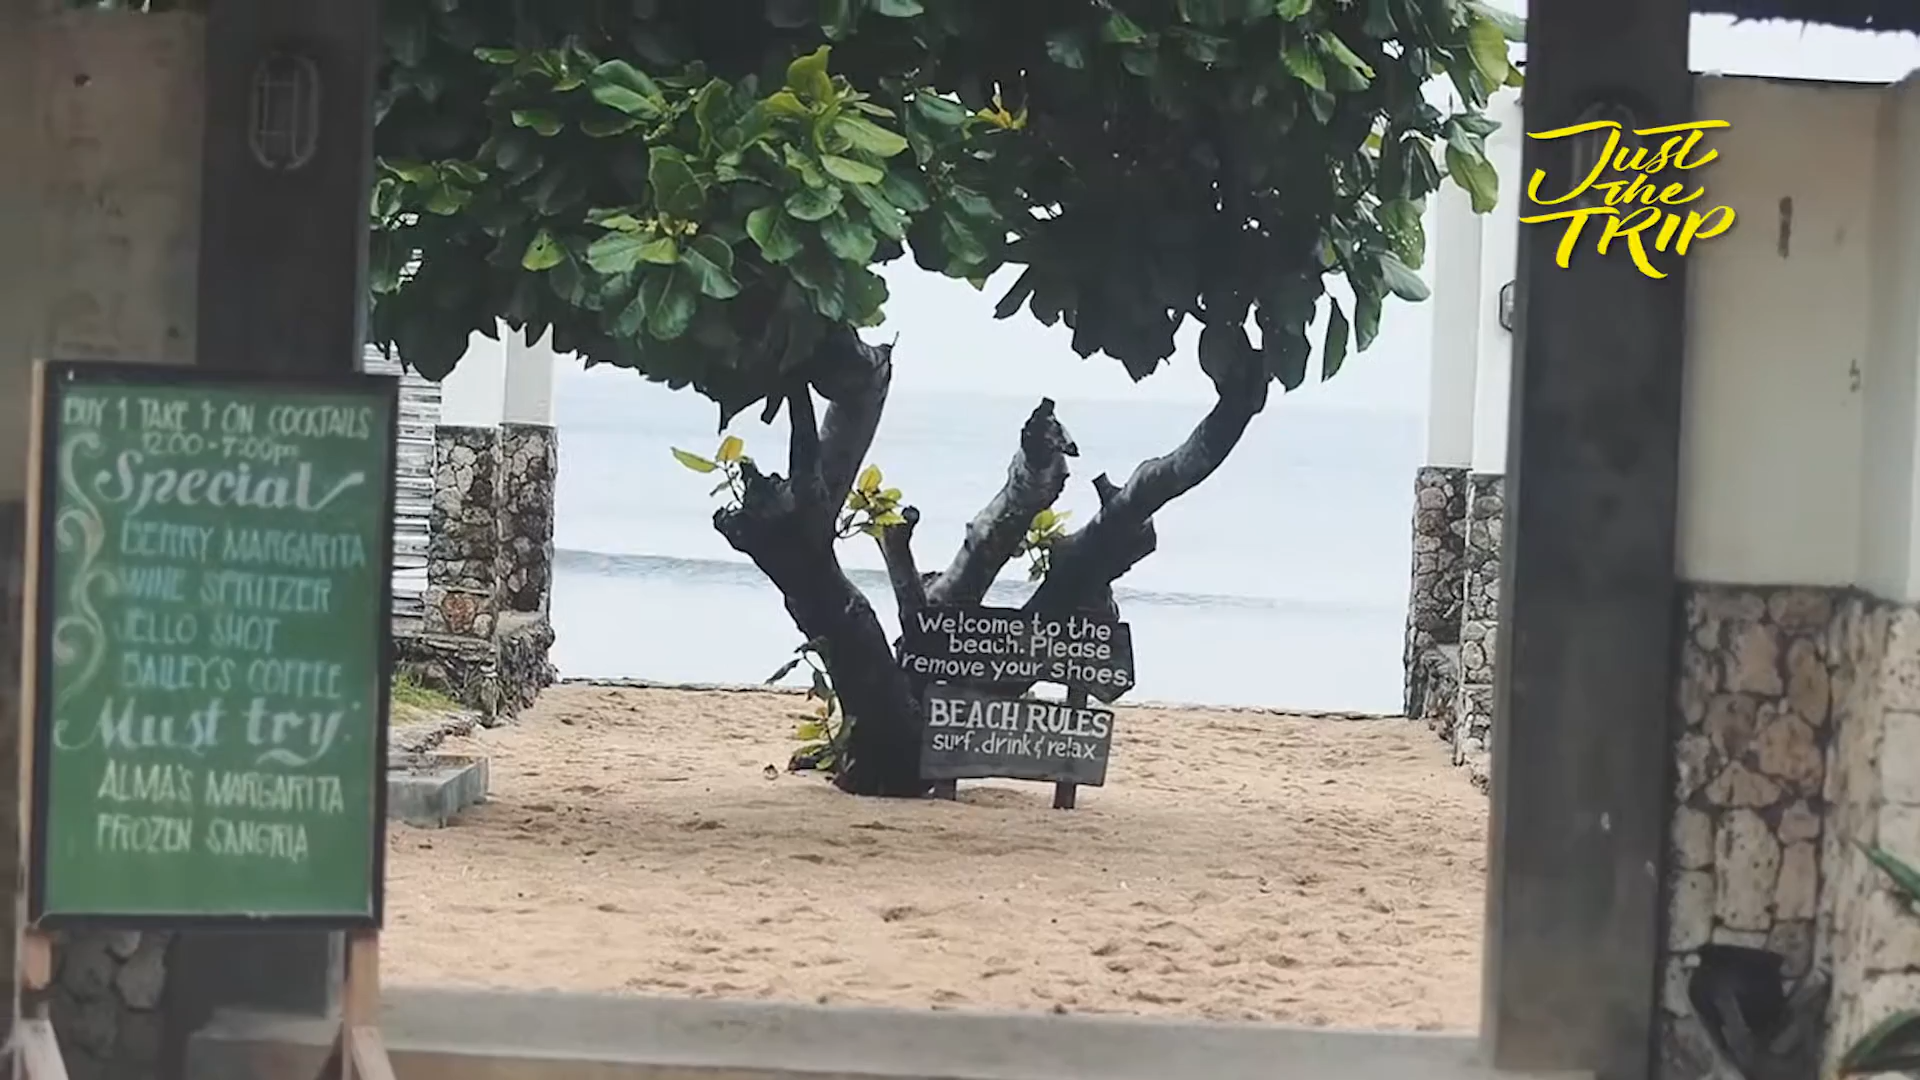 BUY 1 TAKE 1 ON COCKTAILS
12:00 - 7:00pm
Special
BERRY MARGARITA
WINE SPRITZER
JELLO SHOT
BAILEY'S COFFEE
Must try:
ALMA'S MARGARITA
FROZEN SANGRIA
Welcome to the
beach. Please
remove your shoes.
BEACH RULES
surf. drink & relax
Just
the
TRIP